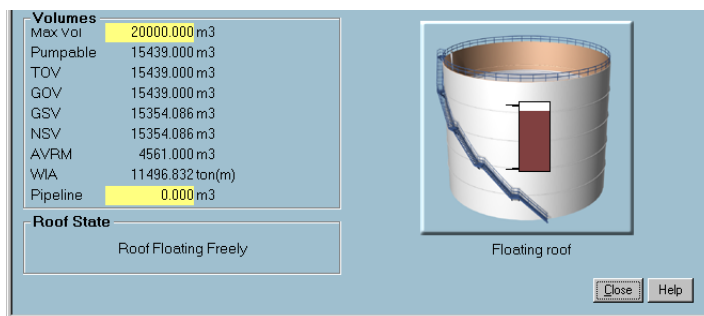 Volumes
Max Vol 20000.000 m3
Pumpable 15439.000 m3
TOV 15439.000 m3
GOV 15439.000 m3
GSV 15354.086 m3
NSV 15354.086 m3
AVRM 4561.000 m3
WIA 11496.832 ton(m)
Pipeline 0.000 m3
Roof State
Roof Floating Freely
Floating roof
Close Help